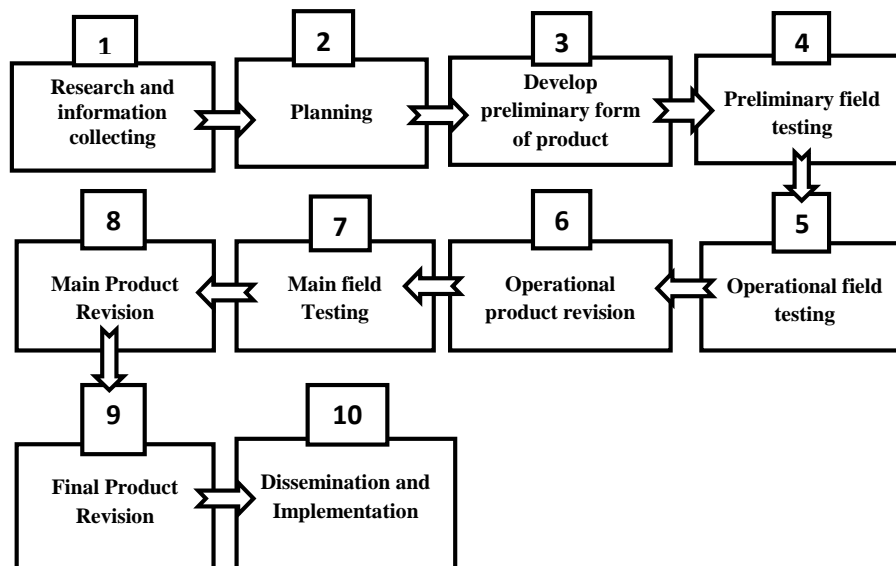 1
Research and
information
collecting
2
Planning
3
Develop
preliminary form
of product
4
Preliminary field
testing
5
Operational field
testing
6
Operational
product revision
7
Main field
Testing
8
Main Product
Revision
9
Final Product
Revision
10
Dissemination and
Implementation